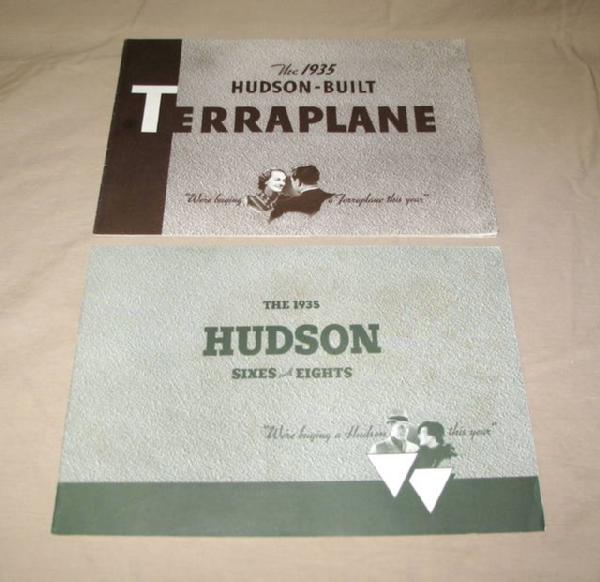 The 1935
HUDSON-BUILT
TERRAPLANE
"We're buying a Terraplane this year"
THE 1935
HUDSON
SIXES and EIGHTS
"We're buying a Hudson this year"